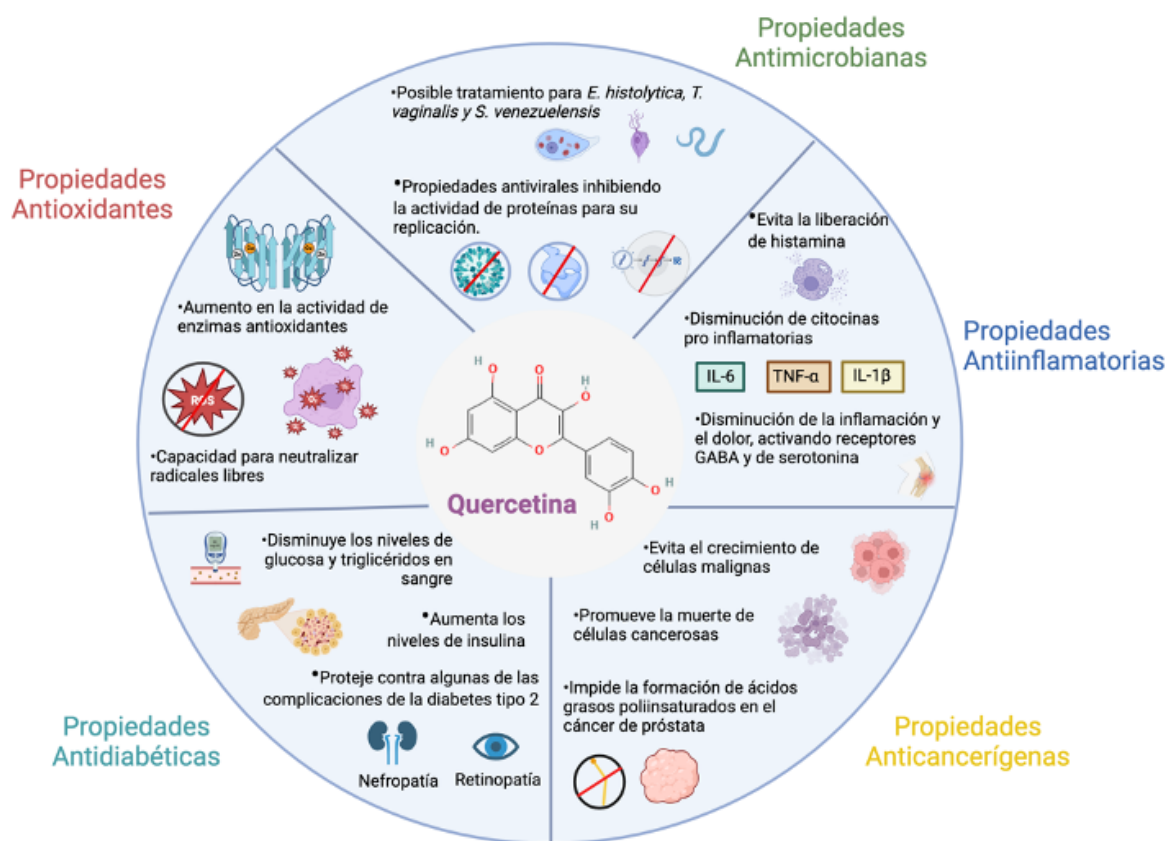 Propiedades
Antimicrobianas
•Posible tratamiento para E. histolytica, T.
vaginalis y S. venezuelensis
•Propiedades antivirales inhibiendo
la actividad de proteínas para su
replicación.
Propiedades
Antiinflamatorias
•Evita la liberación
de histamina
•Disminución de citocinas
pro inflamatorias
IL-6
TNF-α
IL-1β
•Disminución de la inflamación y
el dolor, activando receptores
GABA y de serotonina
Propiedades
Antioxidantes
•Aumento en la actividad de
enzimas antioxidantes
ROS
•Capacidad para neutralizar
radicales libres
H
O
O
O
H
H
O
O
O
H
O
H
Quercetina
Propiedades
Antidiabéticas
•Disminuye los niveles de
glucosa y triglicéridos en
sangre
•Aumenta los
niveles de insulina
•Proteje contra algunas de las
complicaciones de la diabetes tipo 2
Nefropatía
Retinopatía
Propiedades
Anticancerígenas
•Evita el crecimiento de
células malignas
•Promueve la muerte de
células cancerosas
•Impide la formación de ácidos
grasos poliinsaturados en el
cáncer de próstata